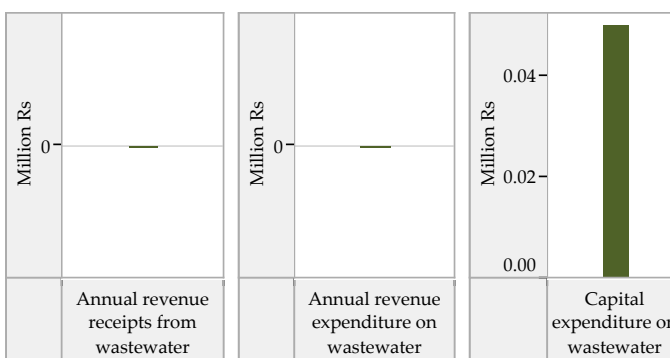 Million Rs
0
Annual revenue
receipts from
wastewater
Million Rs
0
Annual revenue
expenditure on
wastewater
Million Rs
0.04
0.02
0.00
Capital
expenditure on
wastewater